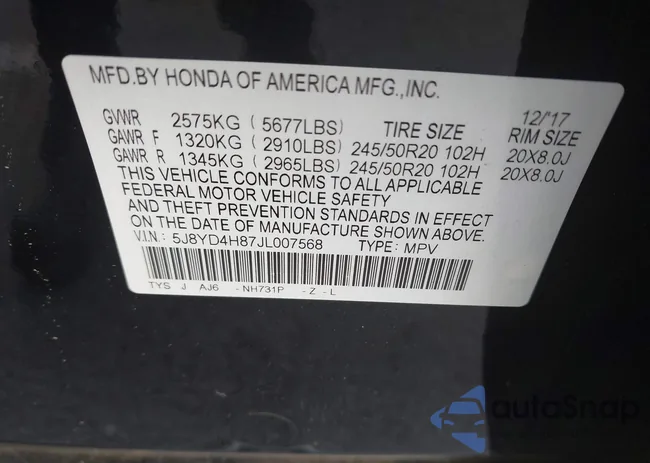 MFD.BY HONDA OF AMERICA MFG.,INC.
12/'17
GVWR 2575KG (5677LBS) TIRE SIZE RIM SIZE
GAWR F 1320KG (2910LBS) 245/50R20 102H 20X8.0J
GAWR R 1345KG (2965LBS) 245/50R20 102H 20X8.0J
THIS VEHICLE CONFORMS TO ALL APPLICABLE
FEDERAL MOTOR VEHICLE SAFETY
AND THEFT PREVENTION STANDARDS IN EFFECT
ON THE DATE OF MANUFACTURE SHOWN ABOVE.
V.I.N.: 5J8YD4H87JL007568 TYPE: MPV
TYS J AJ6 -NH731P -Z -L
autoSnap